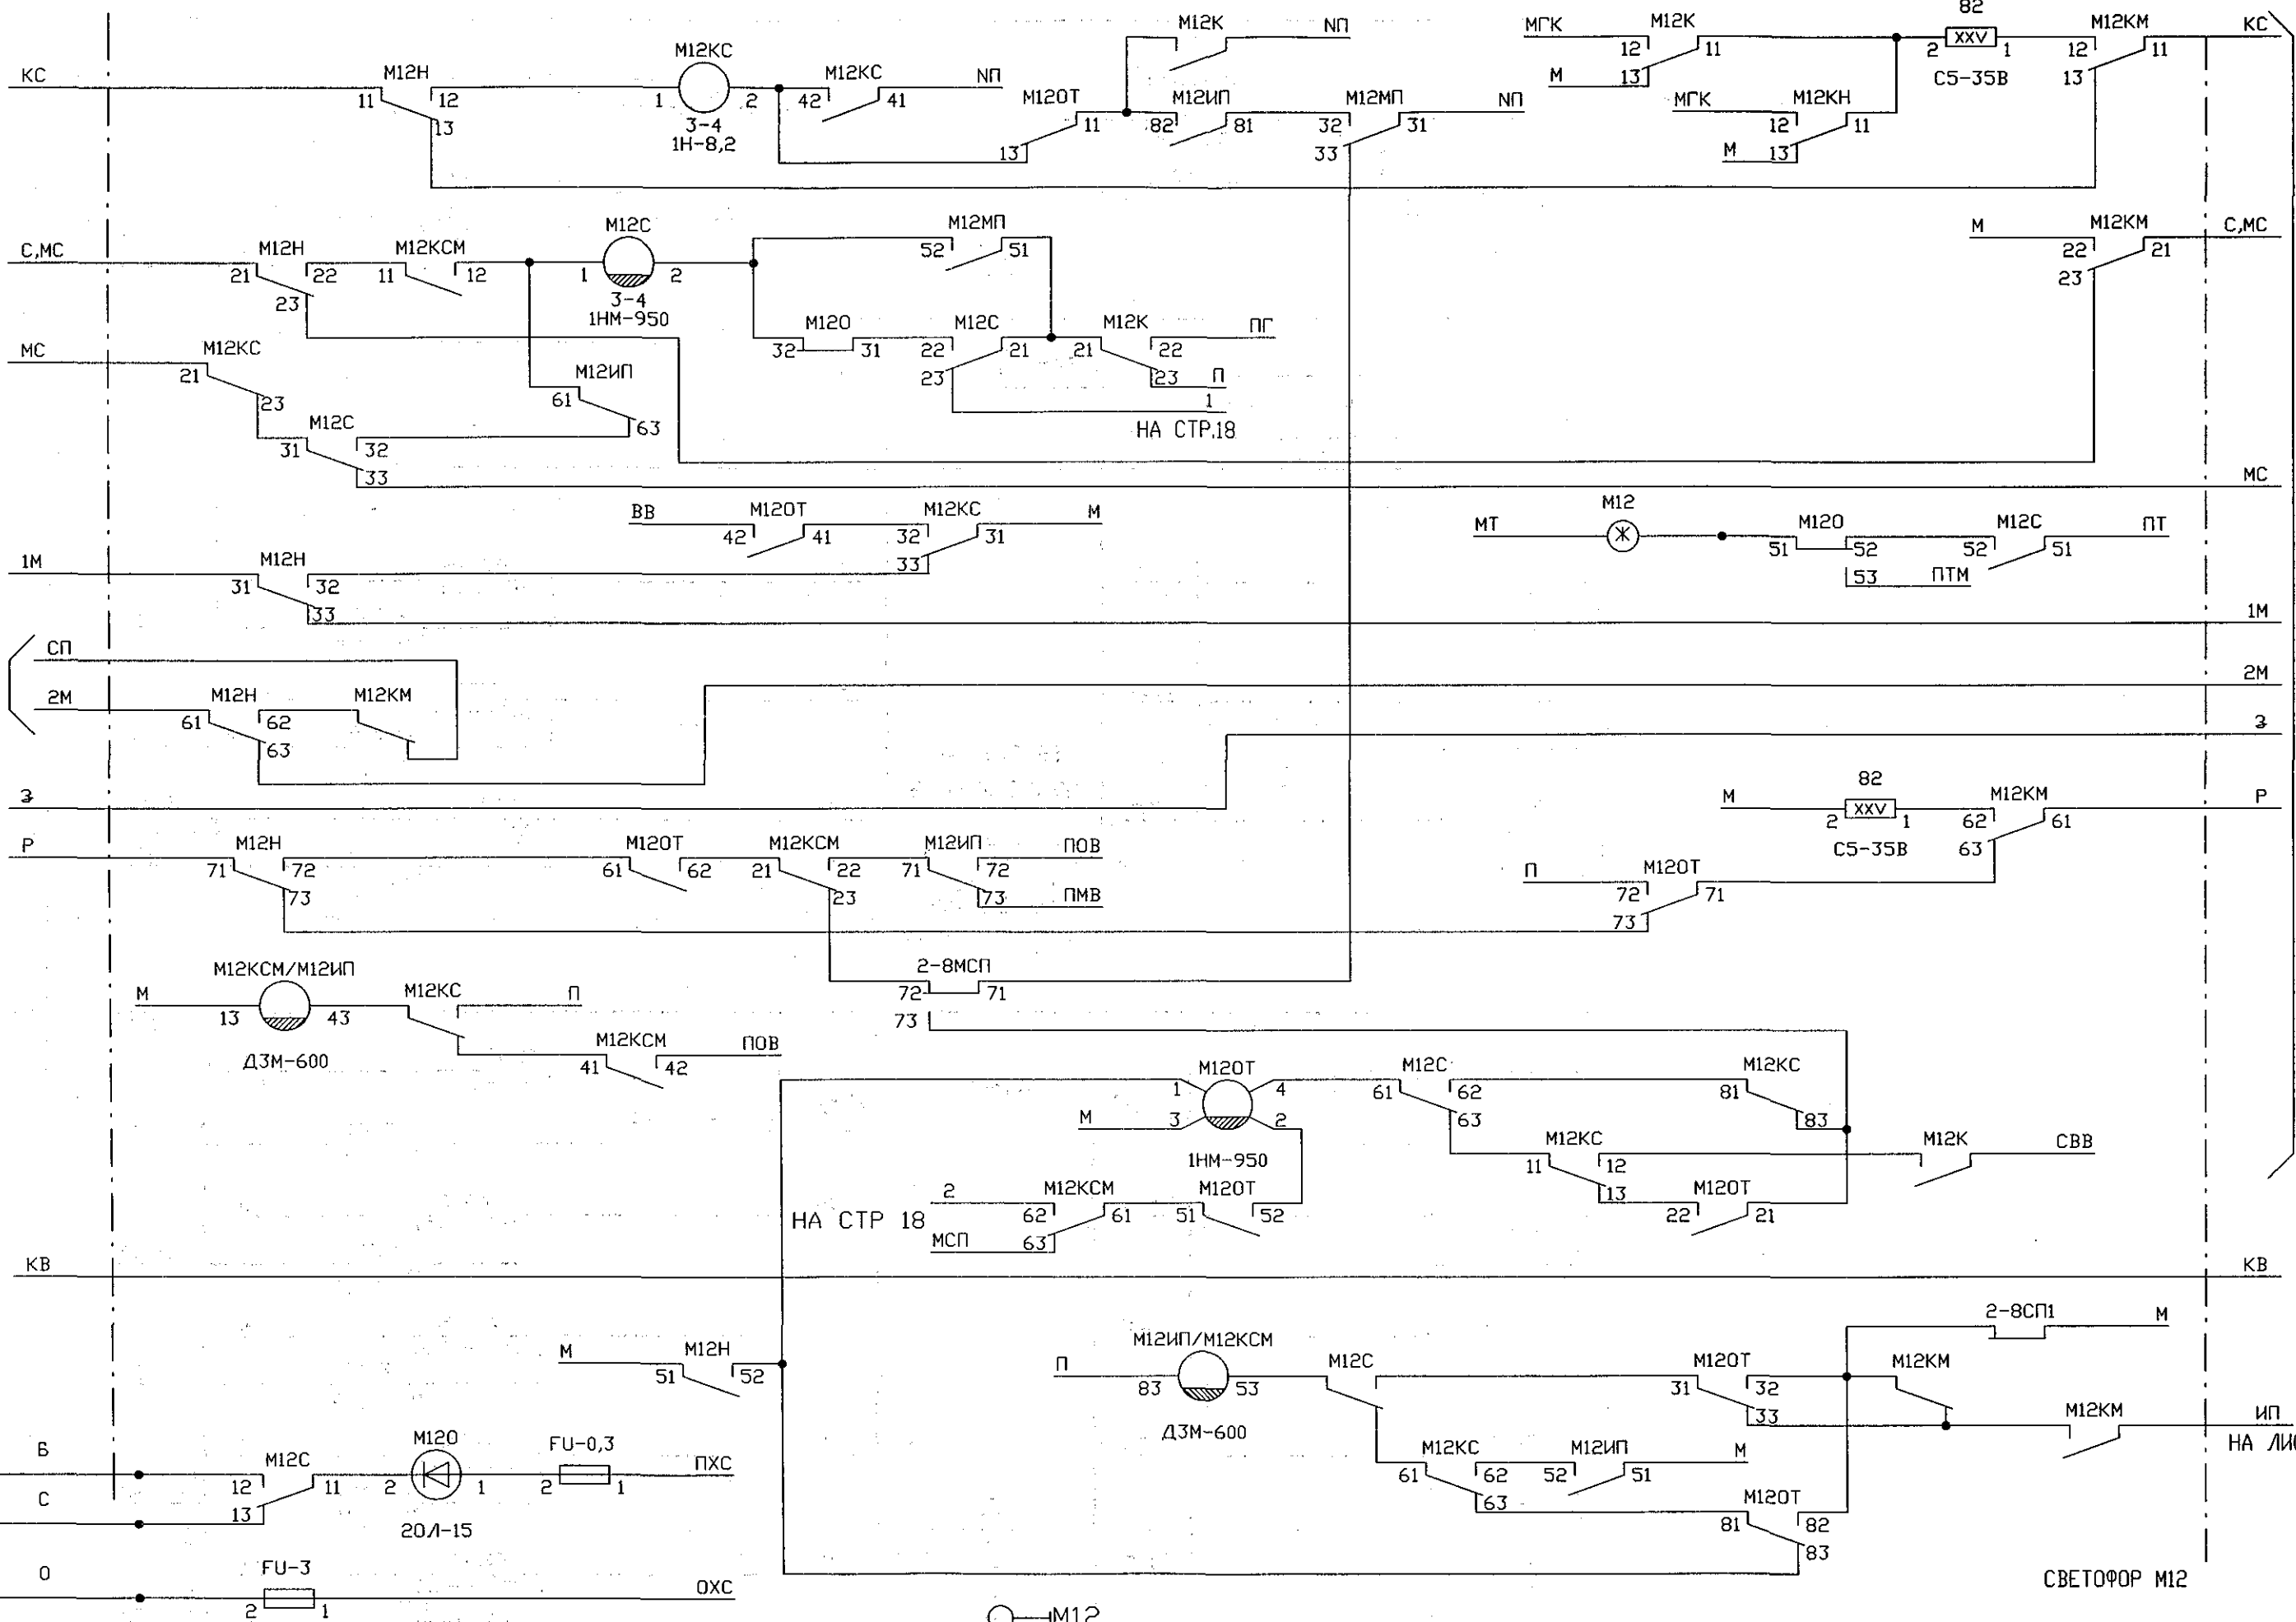 М12К NП МГК М12К 82 М12КМ КС
12 11 2 XXV 1 12 11
КС М12Н М12КС М12КС NП М 13 С5-35В 13
11 12 1 2 42 41 М12ОТ М12ИП М12МП NП МГК М12КН
13 3-4 11 82 81 32 31 12 11
1Н-8,2 13 33 М 13
С,МС М12Н М12КСМ М12С М12МП М М12КМ С,МС
21 22 11 12 1 2 52 51 22 21
23 3-4 23
1НМ-950 М12О М12С М12К ПГ
МС М12КС 32 31 22 21 21 22
21 М12ИП 23 23 П
23 61 1
М12С 63 НА СТР.18
31 32
33 МС
ВВ М12ОТ М12КС М МТ М12 М12О М12С ПТ
42 41 32 31 51 52 52 51
1М М12Н 33 53 ПТМ
31 32
33 1М
СП
2М М12Н М12КМ 2М
61 62
63 З
З М 82 М12КМ Р
2 XXV 1 62 61
С5-35В 63
Р М12Н М12ОТ М12КСМ М12ИП ПОВ
71 72 61 62 21 22 71 72 П М12ОТ
73 23 73 ПМВ 72 71
73
М12КСМ/М12ИП 2-8МСП
М 13 43 М12КС П 72 71
73
Д3М-600 М12КСМ ПОВ
41 42
М12ОТ М12С М12КС
1 4 61 62 81
М 3 2 63 83
1НМ-950 М12КС М12К СВВ
11 12
2 М12КСМ М12ОТ 13 М12ОТ
НА СТР 18 62 61 51 52 22 21
МСП 63
КВ КВ
2-8СП1 М
М М12Н М12ИП/М12КСМ М12С М12ОТ М12КМ
51 52 П 83 53 31 32
33 М12КМ ИП
Д3М-600
Б М12С М12О FU-0,3 ПХС М12КС М12ИП М
12 11 2 1 2 1 61 62 52 51
С 13 63 М12ОТ
2ОЛ-15 81 82
83
О FU-3 ОХС
2 1 СВЕТОФОР М12
М12